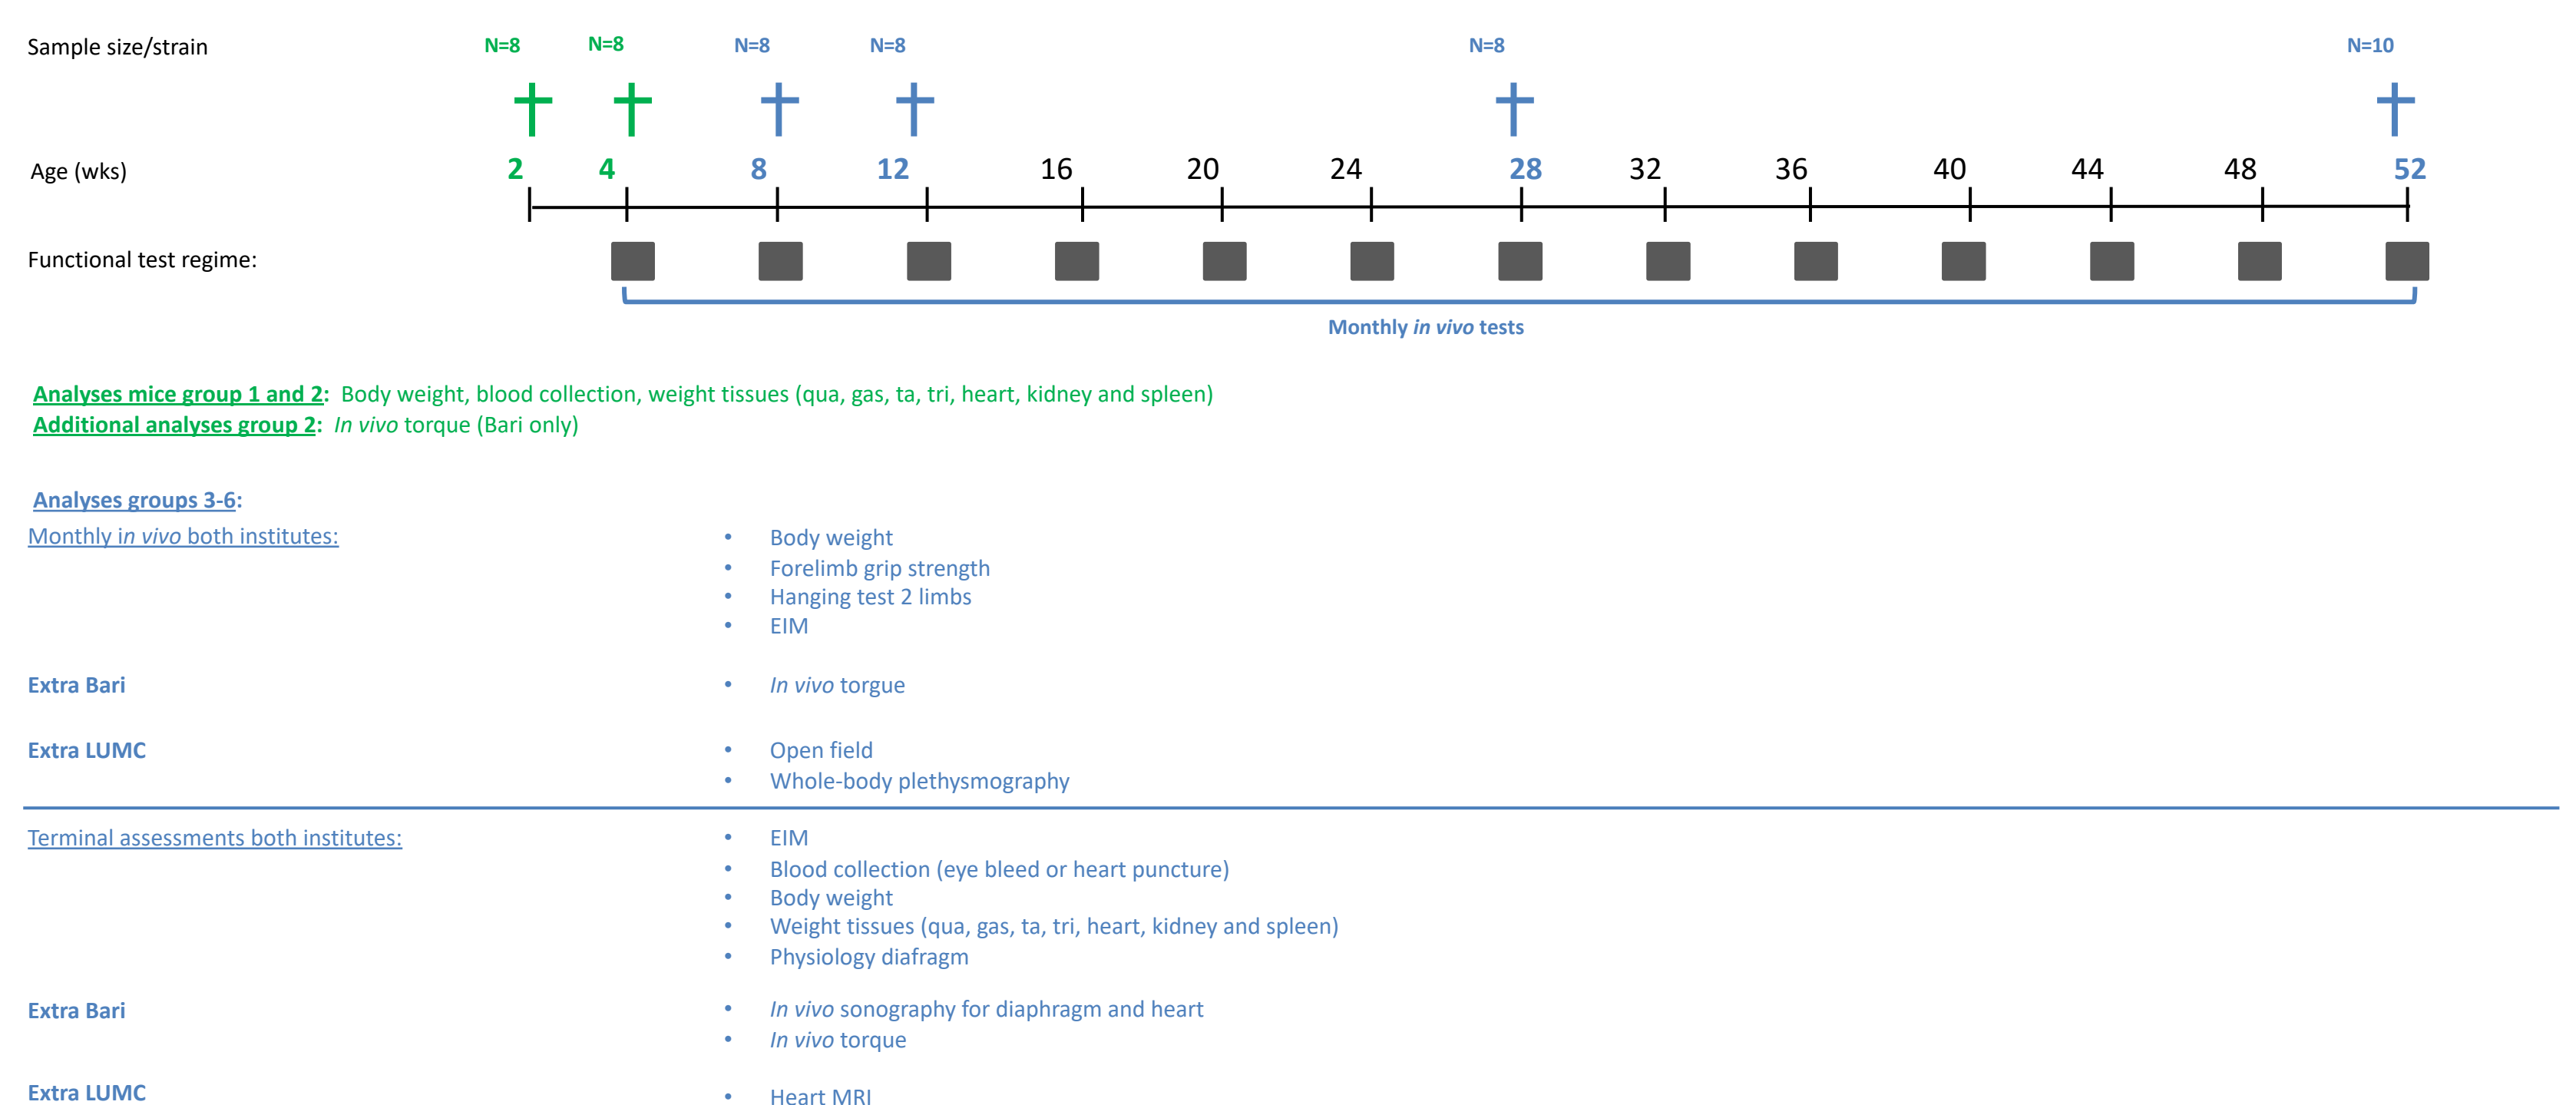 Sample size/strain N=8 N=8 N=8 N=8 N=8 N=10
Age (wks) 2 4 8 12 16 20 24 28 32 36 40 44 48 52
Functional test regime:
Monthly in vivo tests
Analyses mice group 1 and 2: Body weight, blood collection, weight tissues (qua, gas, ta, tri, heart, kidney and spleen)
Additional analyses group 2: In vivo torque (Bari only)
Analyses groups 3-6:
Monthly in vivo both institutes: • Body weight
• Forelimb grip strength
• Hanging test 2 limbs
• EIM
Extra Bari • In vivo torgue
Extra LUMC • Open field
• Whole-body plethysmography
Terminal assessments both institutes: • EIM
• Blood collection (eye bleed or heart puncture)
• Body weight
• Weight tissues (qua, gas, ta, tri, heart, kidney and spleen)
• Physiology diafragm
Extra Bari • In vivo sonography for diaphragm and heart
• In vivo torque
Extra LUMC • Heart MRI